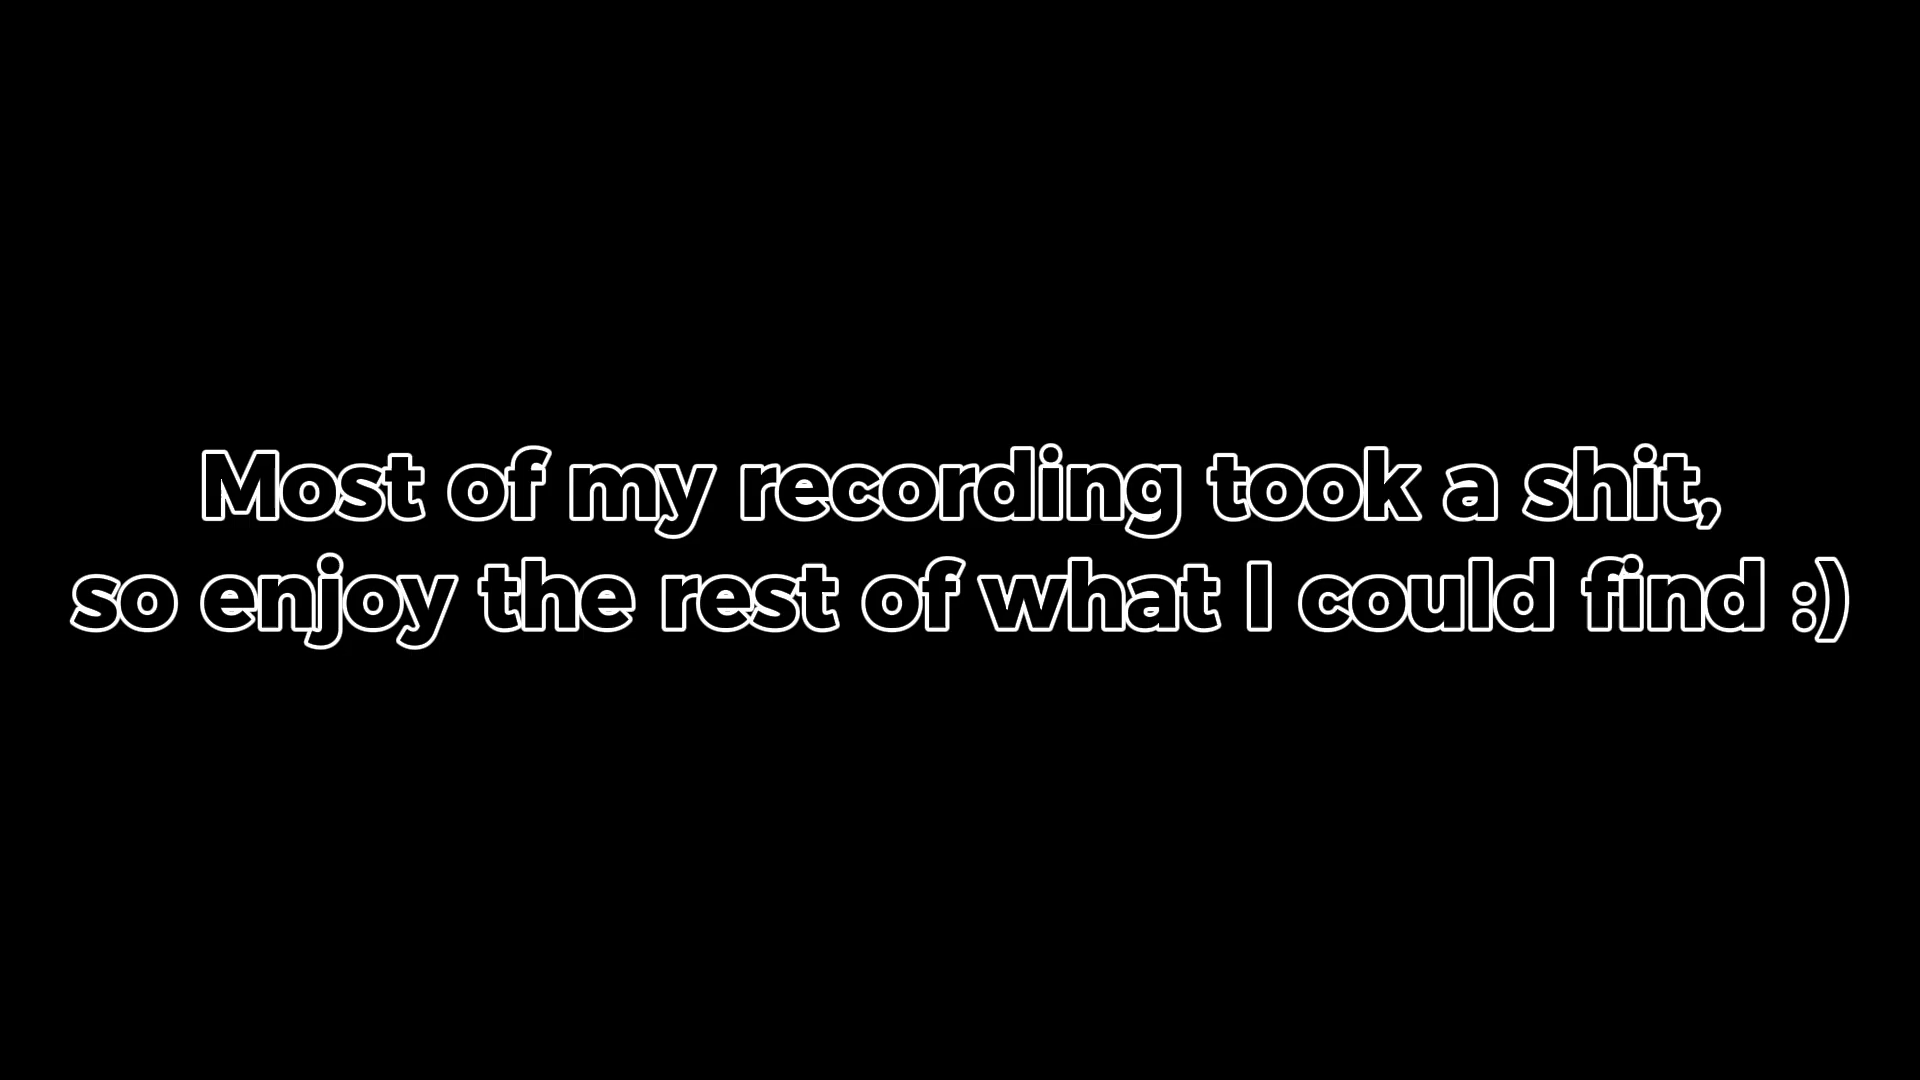 Most of my recording took a shit,
so enjoy the rest of what I could find :)